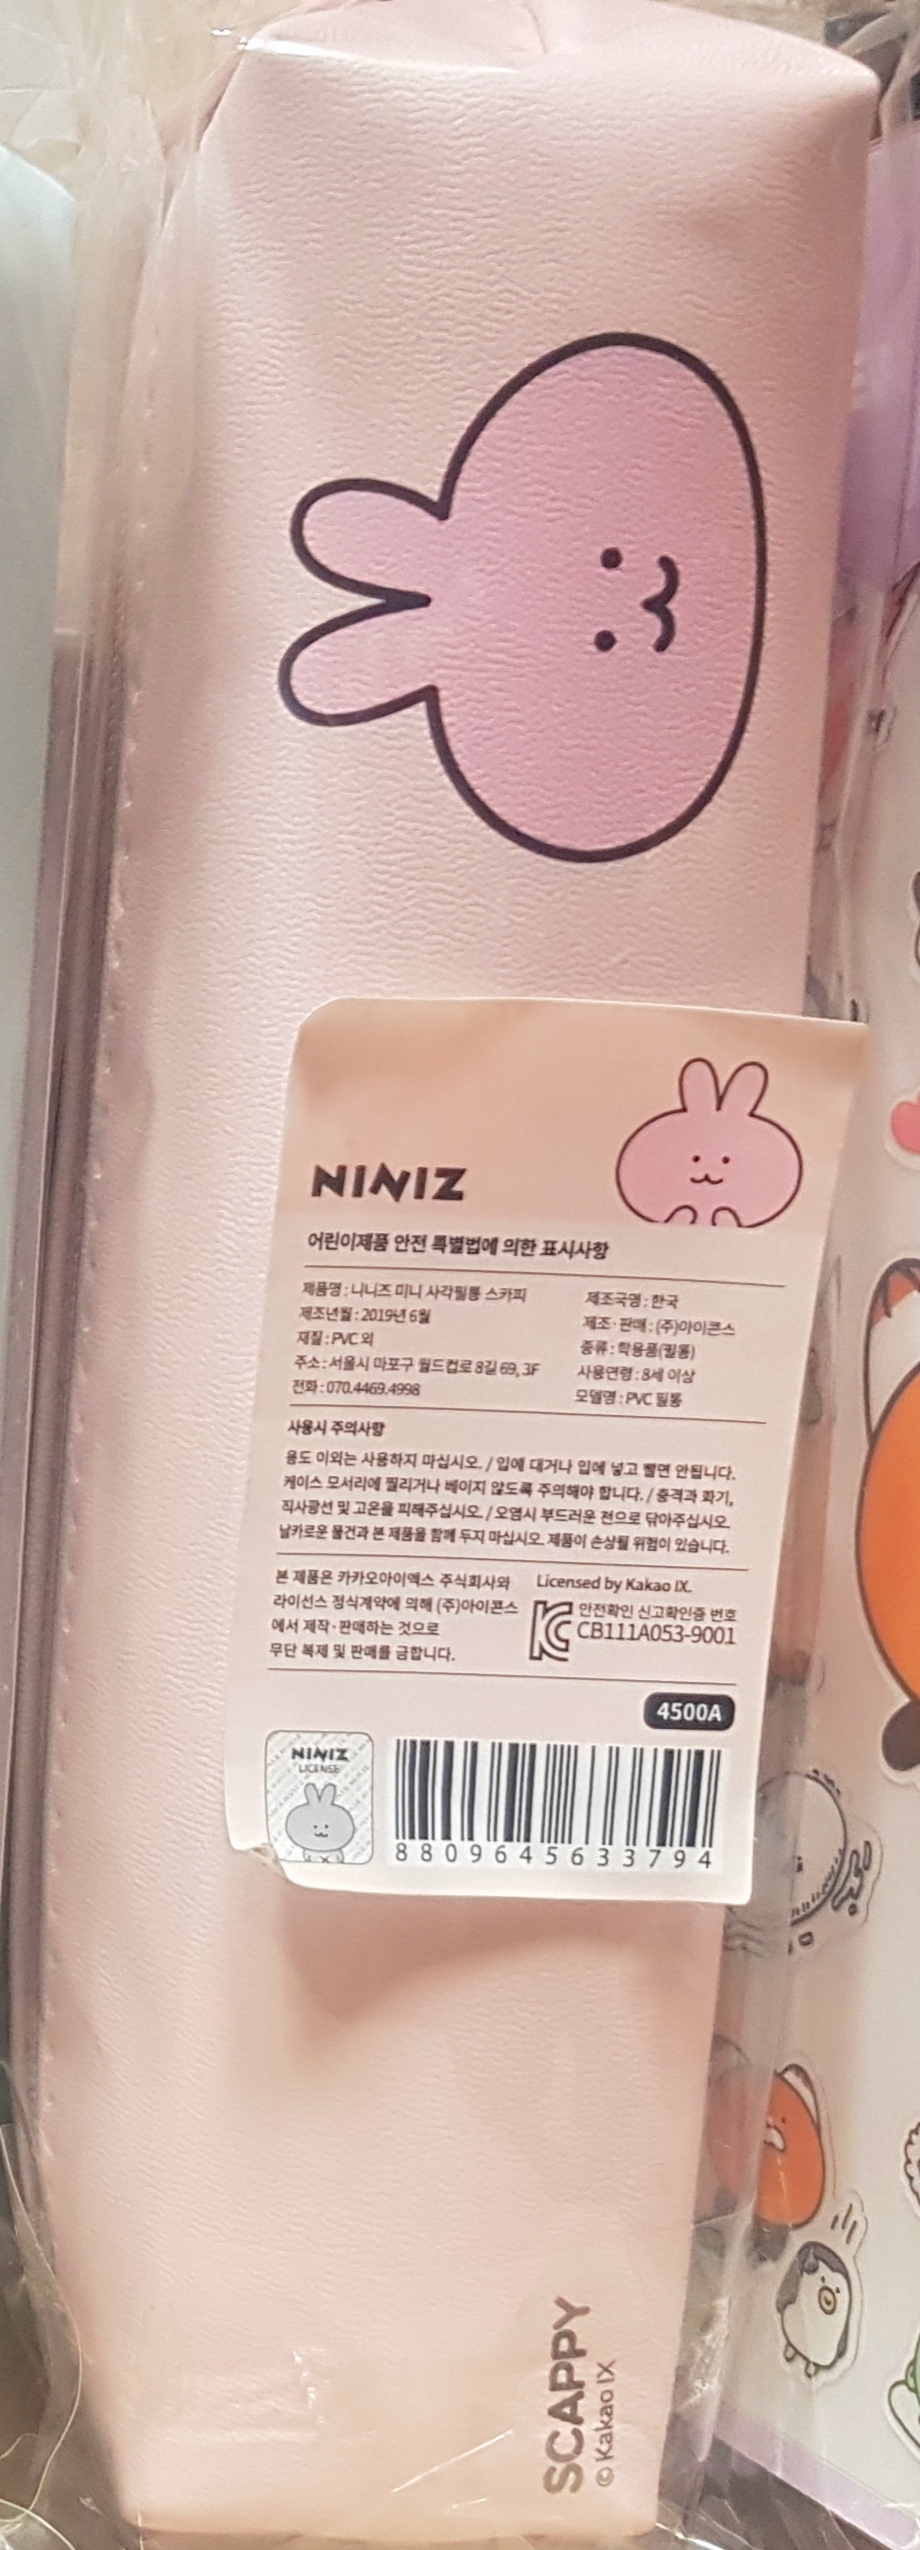 NINIZ
어린이제품 안전 특별법에 의한 표시사항
제품명 : 니니즈 미니 사각필통 스카피
제조년월 : 2019년 6월
재질 : PVC 외
주소 : 서울시 마포구 월드컵로 8길 69, 3F
전화 : 070.4469.4998
제조국명 : 한국
제조·판매 : (주)아이콘스
종류 : 학용품(필통)
사용연령 : 8세 이상
모델명 : PVC 필통
사용시 주의사항
용도 이외는 사용하지 마십시오. / 입에 대거나 입에 넣고 빨면 안됩니다.
케이스 모서리에 찔리거나 베이지 않도록 주의해야 합니다. / 충격과 화기,
직사광선 및 고온을 피해주십시오. / 오염시 부드러운 천으로 닦아주십시오.
날카로운 물건과 본 제품을 함께 두지 마십시오. 제품이 손상될 위험이 있습니다.
본 제품은 카카오아이엑스 주식회사와
라이선스 정식계약에 의해 (주)아이콘스
에서 제작·판매하는 것으로
무단 복제 및 판매를 금합니다.
Licensed by Kakao IX.
안전확인 신고확인증 번호
CB111A053-9001
4500A
NINIZ
LICENSE
8809645633794
SCAPPY
© Kakao IX